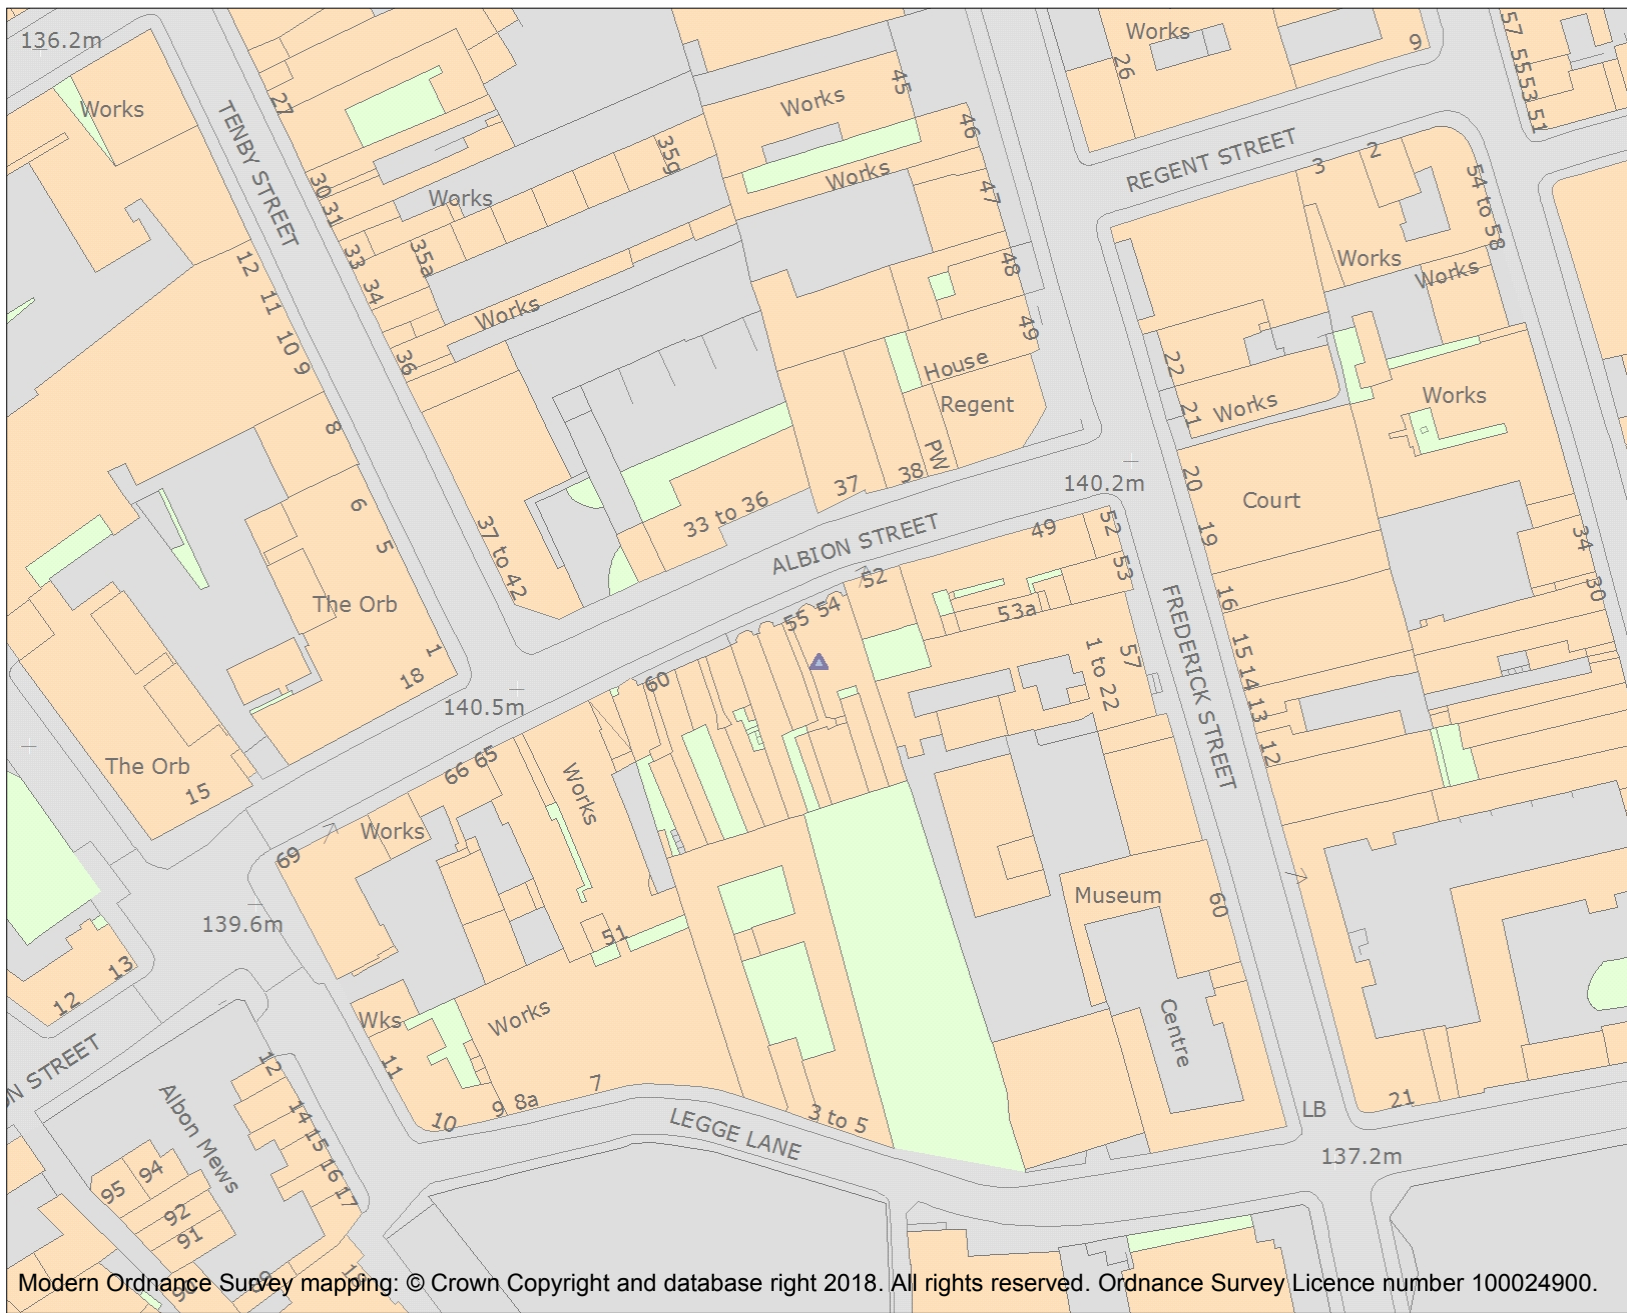 136.2m
Works
26
9
57
55
53
51
Works
27
TENBY STREET
Works
45
46
Works
35g
REGENT STREET
3
2
54 to 58
30
31
Works
47
33
35a
34
12
11
10
9
Works
36
48
49
House
Regent
Works
Works
22
21
Works
Works
8
6
5
37 to 42
33 to 36
37
38
PW
140.2m
20
Court
19
34
30
ALBION STREET
49
52
53
52
55
54
53a
The Orb
1
18
60
1 to 22
57
16
15
14
13
12
FREDERICK STREET
140.5m
The Orb
15
66
65
Works
Works
69
139.6m
51
Museum
60
13
12
Wks
Works
Centre
11
10
9
8a
7
3 to 5
LEGGE LANE
LB
21
137.2m
ON STREET
Albon Mews
12
14
15
16
17
95
94
92
91
90
19
Modern Ordnance Survey mapping: © Crown Copyright and database right 2018. All rights reserved. Ordnance Survey Licence number 100024900.